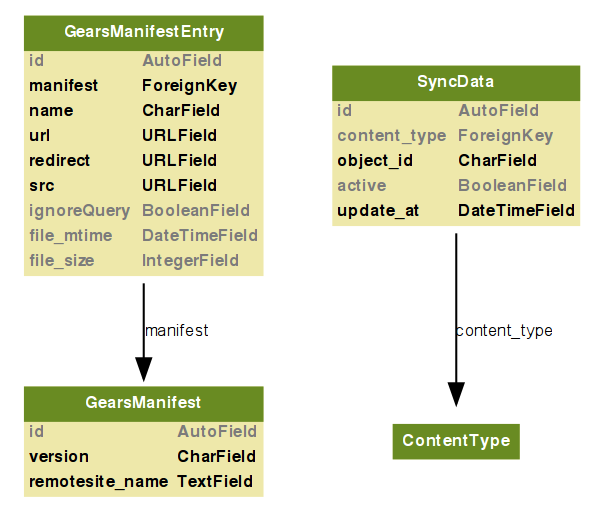 GearsManifestEntry
id AutoField
manifest ForeignKey
name CharField
url URLField
redirect URLField
src URLField
ignoreQuery BooleanField
file_mtime DateTimeField
file_size IntegerField
manifest
GearsManifest
id AutoField
version CharField
remotesite_name TextField
SyncData
id AutoField
content_type ForeignKey
object_id CharField
active BooleanField
update_at DateTimeField
content_type
ContentType